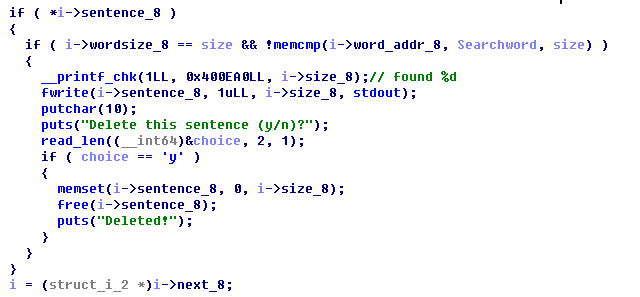 if ( *i->sentence_8 )
{
if ( i->wordsize_8 == size && !memcmp(i->word_addr_8, Searchword, size) )
{
__printf_chk(1LL, 0x400EA0LL, i->size_8);// found %d
fwrite(i->sentence_8, 1uLL, i->size_8, stdout);
putchar(10);
puts("Delete this sentence (y/n)?");
read_len((__int64)&choice, 2, 1);
if ( choice == 'y' )
{
memset(i->sentence_8, 0, i->size_8);
free(i->sentence_8);
puts("Deleted!");
}
}
}
i = (struct_i_2 *)i->next_8;